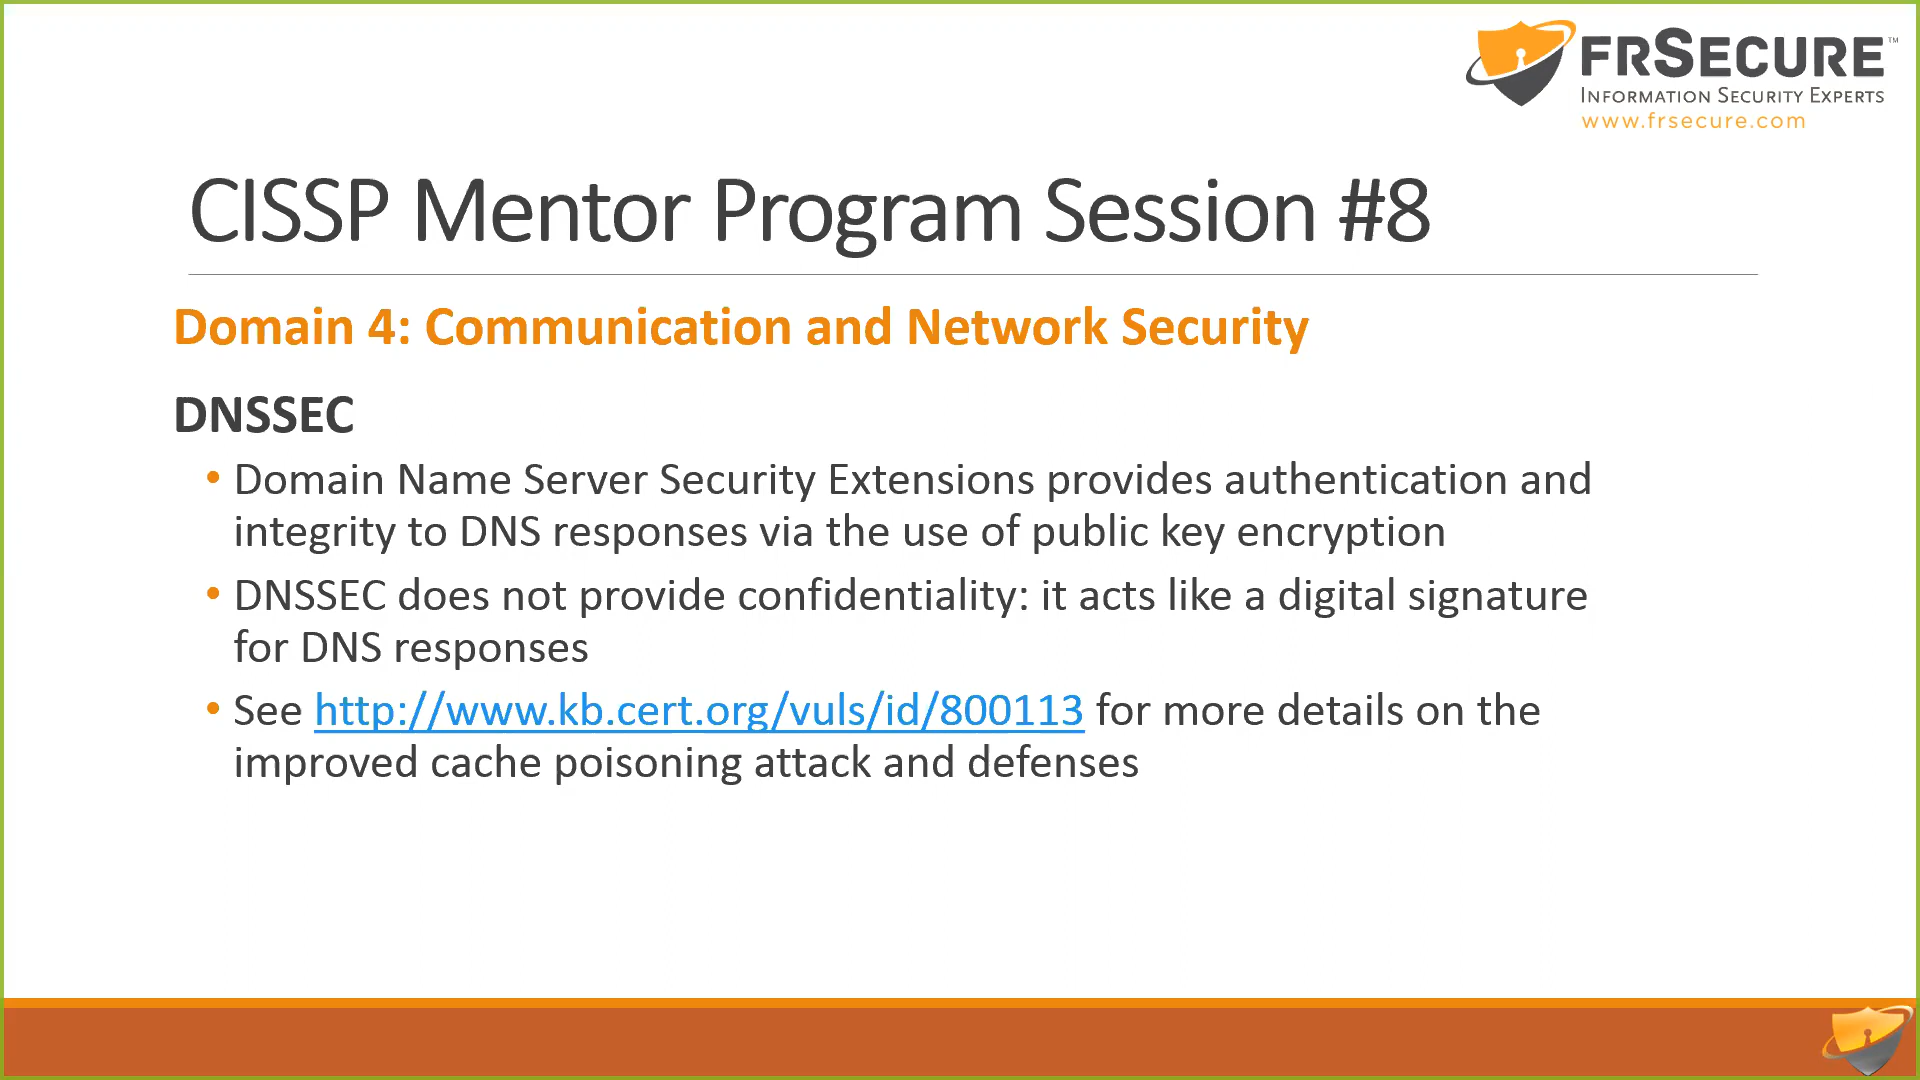 FRSECURE™
INFORMATION SECURITY EXPERTS
www.frsecure.com
CISSP Mentor Program Session #8
Domain 4: Communication and Network Security
DNSSEC
• Domain Name Server Security Extensions provides authentication and
integrity to DNS responses via the use of public key encryption
• DNSSEC does not provide confidentiality: it acts like a digital signature
for DNS responses
• See http://www.kb.cert.org/vuls/id/800113 for more details on the
improved cache poisoning attack and defenses